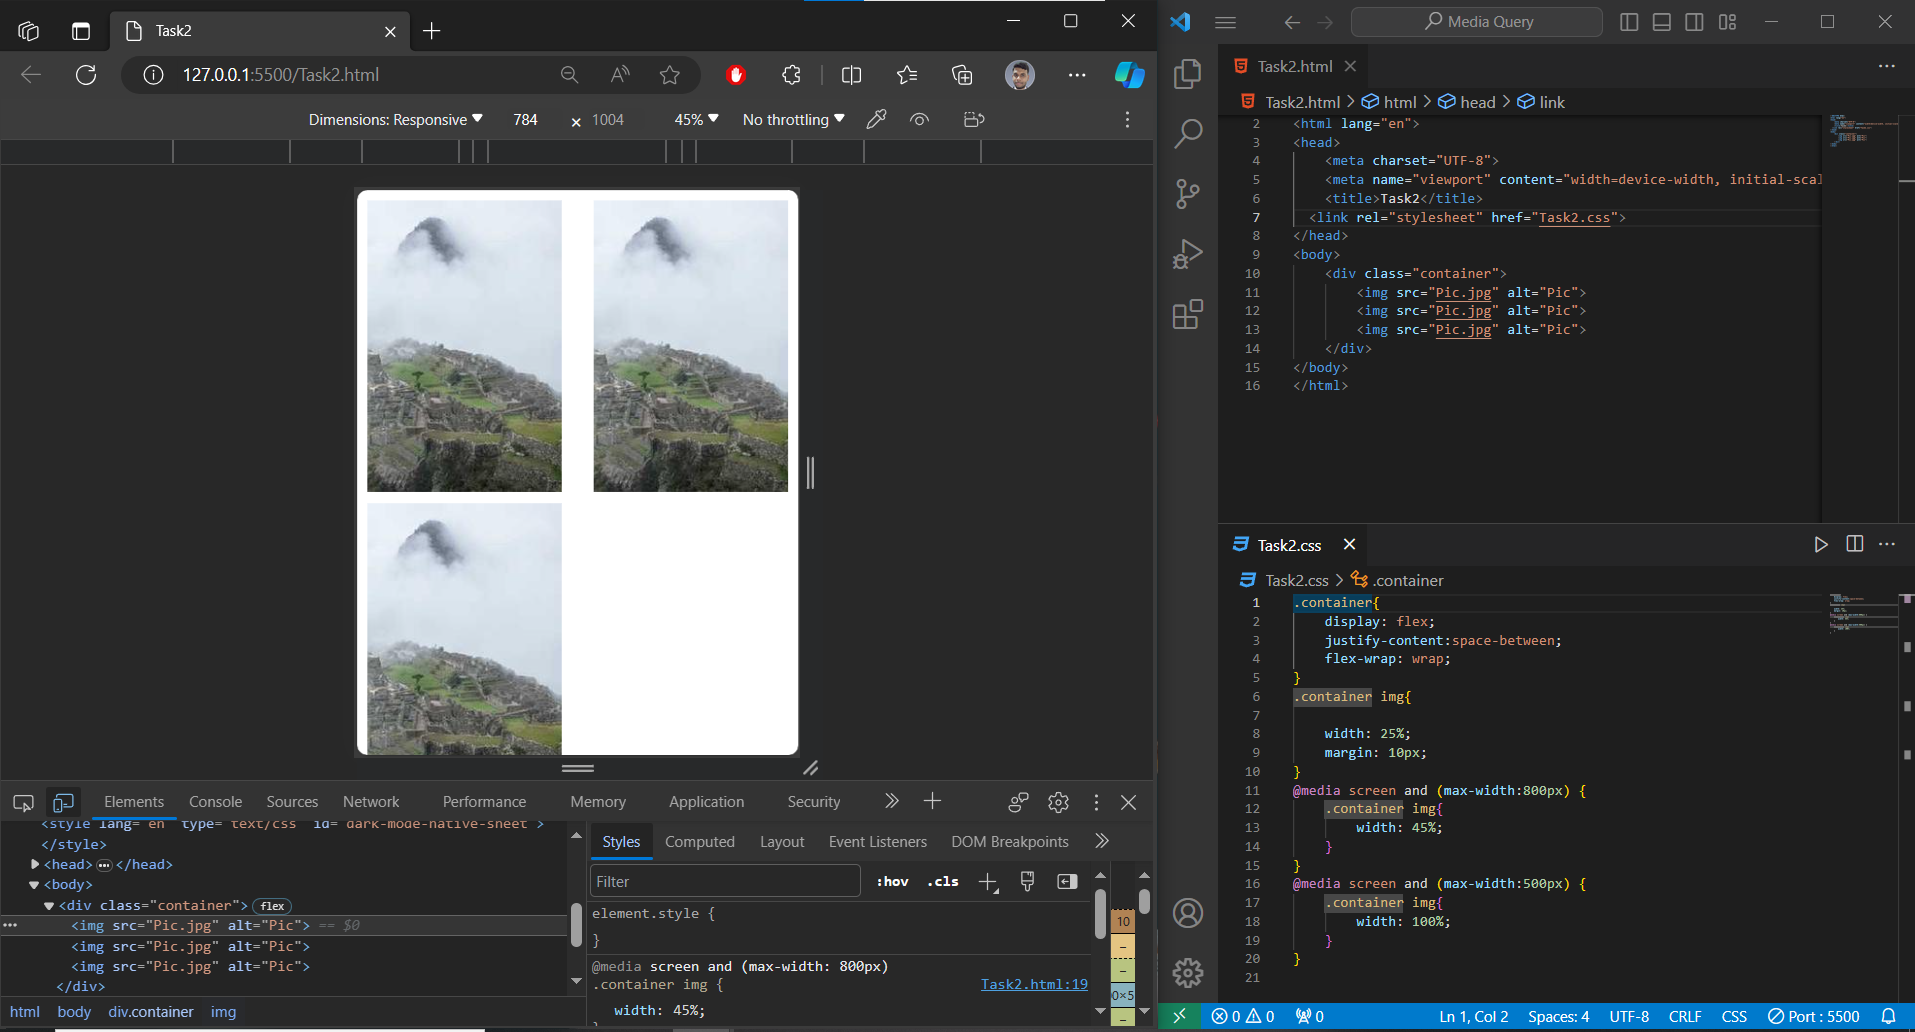 Task2
127.0.0.1:5500/Task2.html
Dimensions: Responsive 784 × 1004 45% No throttling
Elements Console Sources Network Performance Memory Application Security
<style lang="en" type="text/css" id="dark-mode-native-sheet">
</style>
<head> ••• </head>
<body>
<div class="container"> flex
<img src="Pic.jpg" alt="Pic"> == $0
<img src="Pic.jpg" alt="Pic">
<img src="Pic.jpg" alt="Pic">
</div>
html body div.container img
Styles Computed Layout Event Listeners DOM Breakpoints
Filter :hov .cls
element.style {
}
@media screen and (max-width: 800px)
.container img { Task2.html:19
width: 45%;
10
–
–
0×5
–
Media Query
Task2.html
Task2.html > html > head > link
2 <html lang="en">
3 <head>
4 <meta charset="UTF-8">
5 <meta name="viewport" content="width=device-width, initial-scal
6 <title>Task2</title>
7 <link rel="stylesheet" href="Task2.css">
8 </head>
9 <body>
10 <div class="container">
11 <img src="Pic.jpg" alt="Pic">
12 <img src="Pic.jpg" alt="Pic">
13 <img src="Pic.jpg" alt="Pic">
14 </div>
15 </body>
16 </html>
Task2.css
Task2.css > .container
1 .container{
2 display: flex;
3 justify-content:space-between;
4 flex-wrap: wrap;
5 }
6 .container img{
7
8 width: 25%;
9 margin: 10px;
10 }
11 @media screen and (max-width:800px) {
12 .container img{
13 width: 45%;
14 }
15 }
16 @media screen and (max-width:500px) {
17 .container img{
18 width: 100%;
19 }
20 }
21
0 0 0 Ln 1, Col 2 Spaces: 4 UTF-8 CRLF CSS Port : 5500